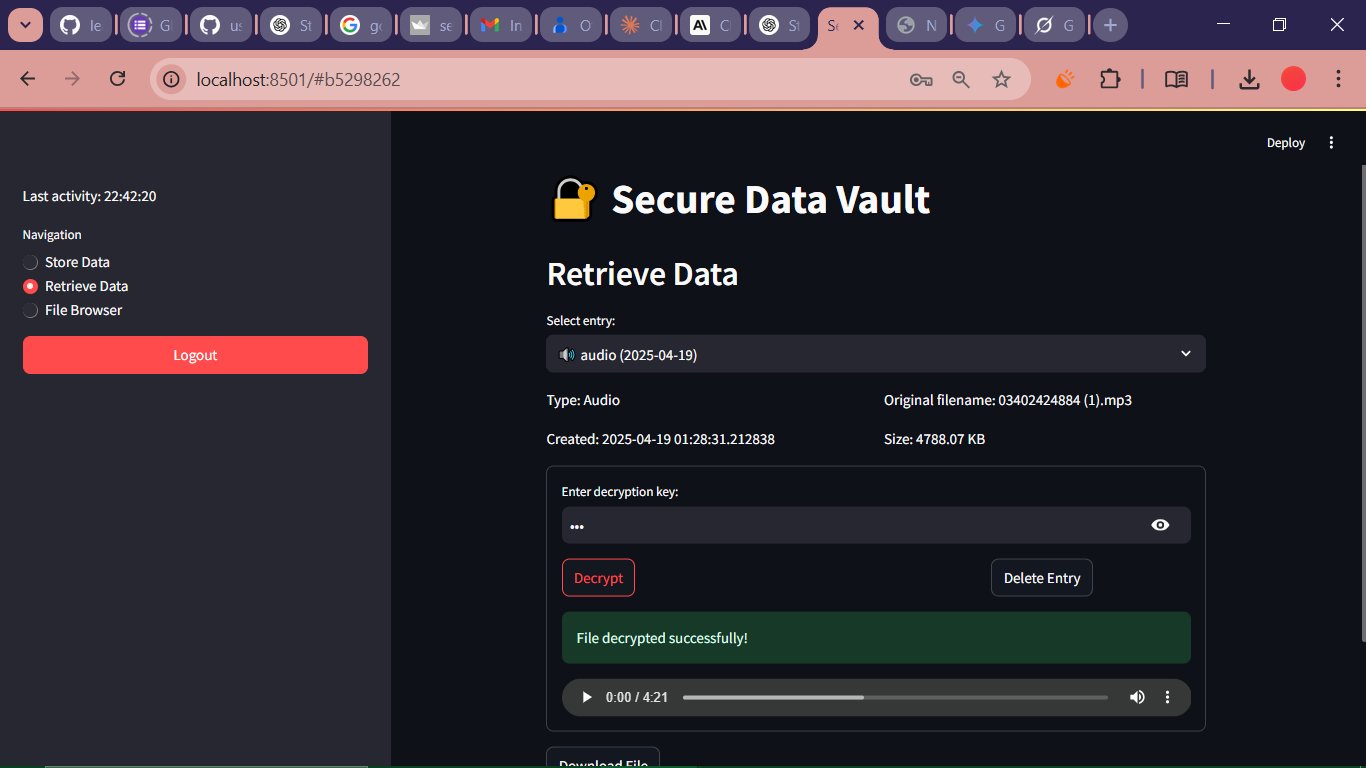 le
G
us
St
G
se
In
O
Cl
C
St
Se
N
G
G
localhost:8501/#b5298262
Deploy
Last activity: 22:42:20
Navigation
Store Data
Retrieve Data
File Browser
Logout
Secure Data Vault
Retrieve Data
Select entry:
audio (2025-04-19)
Type: Audio
Original filename: 03402424884 (1).mp3
Created: 2025-04-19 01:28:31.212838
Size: 4788.07 KB
Enter decryption key:
Decrypt
Delete Entry
File decrypted successfully!
0:00 / 4:21
Download File